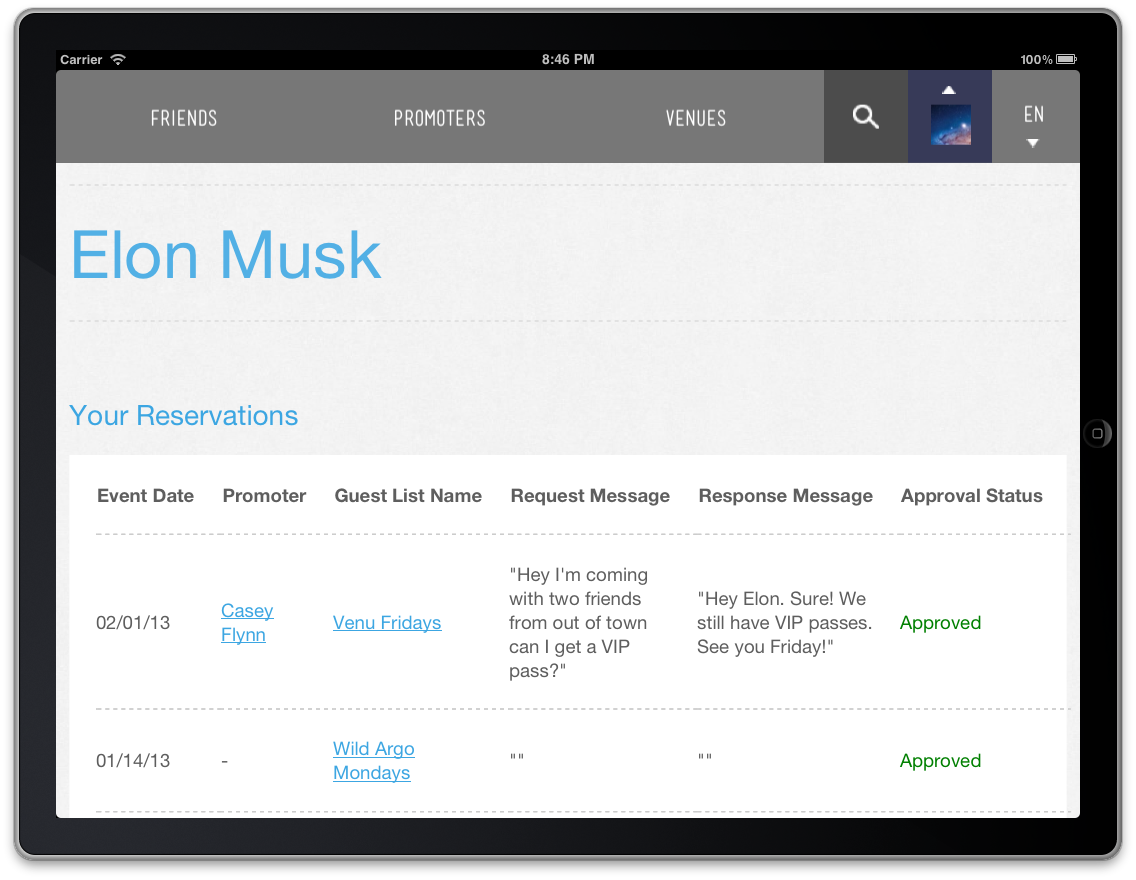 Carrier 8:46 PM 100%
FRIENDS PROMOTERS VENUES EN
Elon Musk
Your Reservations
Event Date Promoter Guest List Name Request Message Response Message Approval Status
02/01/13
Casey
Flynn
Venu Fridays
"Hey I'm coming
with two friends
from out of town
can I get a VIP
pass?"
"Hey Elon. Sure! We
still have VIP passes.
See you Friday!"
Approved
01/14/13
-
Wild Argo
Mondays
""
""
Approved